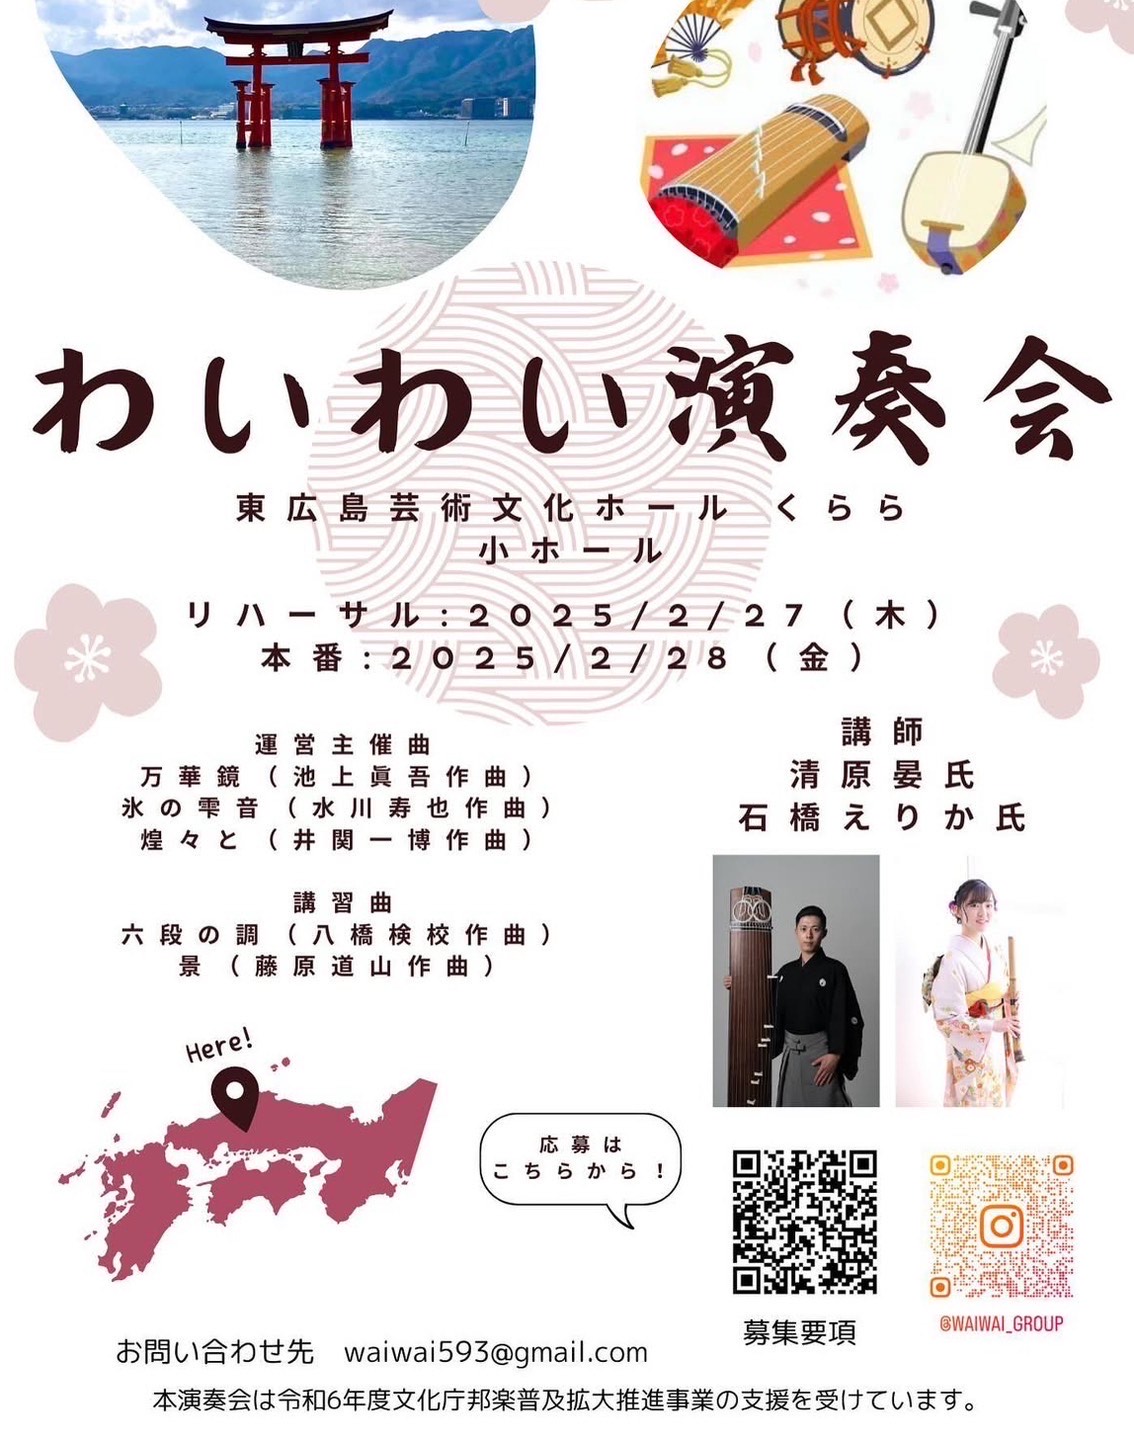 わいわい演奏会
東広島芸術文化ホール くらら
小ホール
リハーサル:2025/2/27(木)
本番:2025/2/28(金)
運営主催曲
万華鏡(池上眞吾作曲)
氷の雫音(水川寿也作曲)
煌々と(井関一博作曲)
講習曲
六段の調(八橋検校作曲)
景(藤原道山作曲)
講師
清原晏氏
石橋えりか氏
Here!
応募は
こちらから!
募集要項
@WAIWAI_GROUP
お問い合わせ先 waiwai593@gmail.com
本演奏会は令和6年度文化庁邦楽普及拡大推進事業の支援を受けています。